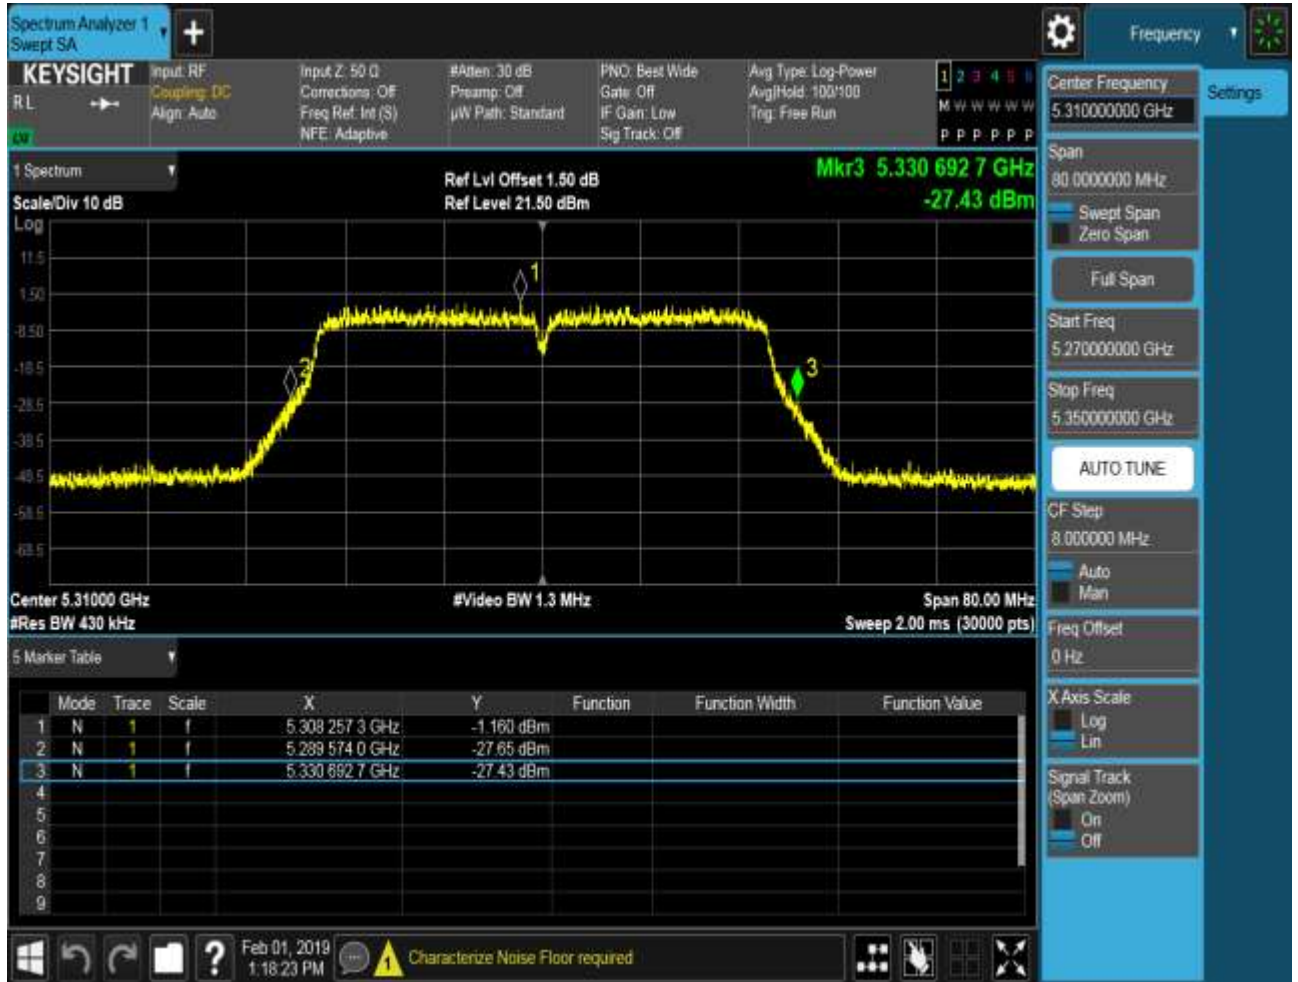 Spectrum Analyzer 1
Swept SA
+
Frequency
KEYSIGHT
RL
Input: RF
Coupling: DC
Align: Auto
Input Z: 50 Ω
Corrections: Off
Freq Ref: Int (S)
NFE: Adaptive
#Atten: 30 dB
Preamp: Off
µW Path: Standard
PNO: Best Wide
Gate: Off
IF Gain: Low
Sig Track: Off
Avg Type: Log-Power
Avg|Hold: 100/100
Trig: Free Run
1 2 3 4 5 6
M W W W W W
P P P P P P
1 Spectrum
Scale/Div 10 dB
Ref Lvl Offset 1.50 dB
Ref Level 21.50 dBm
Mkr3 5.330 692 7 GHz
-27.43 dBm
Log
11.5
1.50
-8.50
-18.5
-28.5
-38.5
-48.5
-58.5
-68.5
1
2
3
Center 5.31000 GHz
#Res BW 430 kHz
#Video BW 1.3 MHz
Span 80.00 MHz
Sweep 2.00 ms (30000 pts)
5 Marker Table
Mode Trace Scale X Y Function Function Width Function Value
1 N 1 f 5.308 257 3 GHz -1.160 dBm
2 N 1 f 5.289 574 0 GHz -27.65 dBm
3 N 1 f 5.330 692 7 GHz -27.43 dBm
4
5
6
7
8
9
Center Frequency
5.310000000 GHz
Settings
Span
80.0000000 MHz
Swept Span
Zero Span
Full Span
Start Freq
5.270000000 GHz
Stop Freq
5.350000000 GHz
AUTO TUNE
CF Step
8.000000 MHz
Auto
Man
Freq Offset
0 Hz
X Axis Scale
Log
Lin
Signal Track
(Span Zoom)
On
Off
?
Feb 01, 2019
1:18:23 PM
1
Characterize Noise Floor required